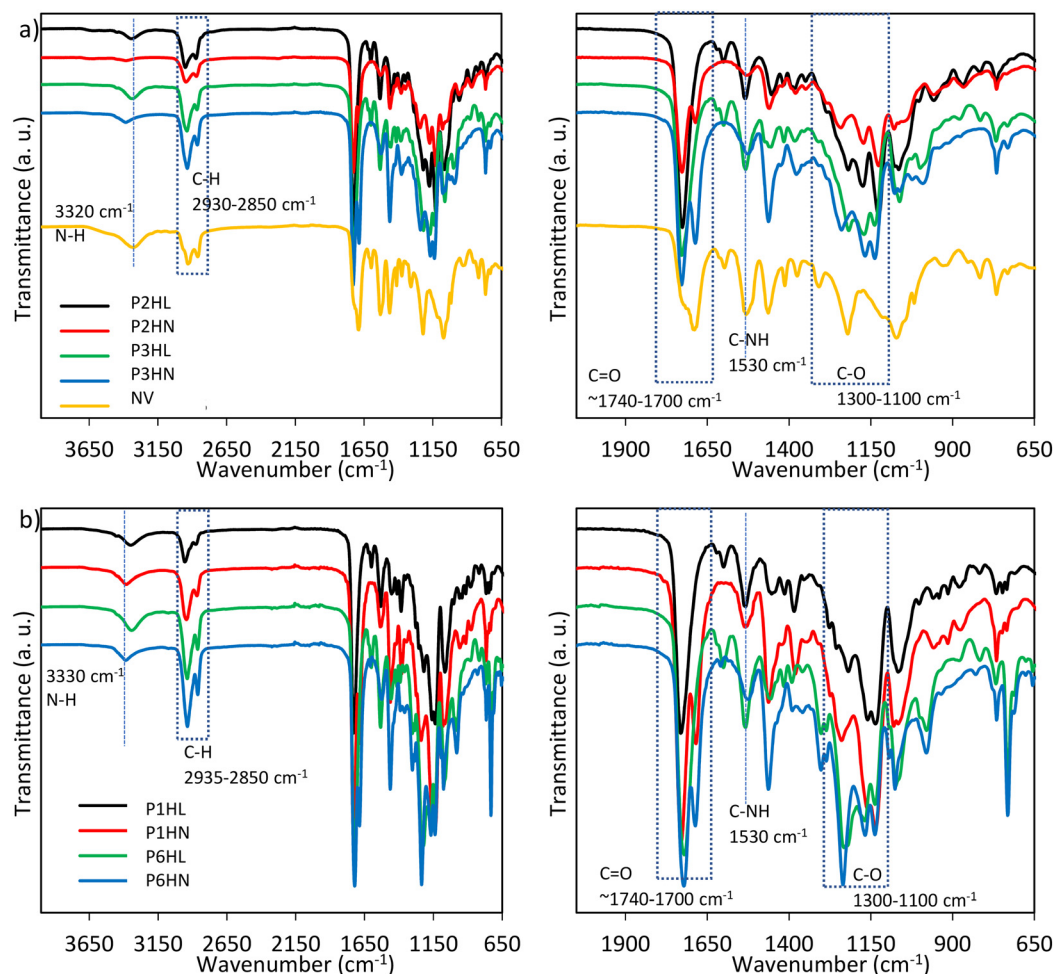 a)
Transmittance (a. u.)
3320 cm-1
N-H
C-H
2930-2850 cm-1
P2HL
P2HN
P3HL
P3HN
NV
3650 3150 2650 2150 1650 1150 650
Wavenumber (cm-1)
Transmittance (a. u.)
C=O
~1740-1700 cm-1
C-NH
1530 cm-1
C-O
1300-1100 cm-1
1900 1650 1400 1150 900 650
Wavenumber (cm-1)
b)
Transmittance (a. u.)
3330 cm-1
N-H
C-H
2935-2850 cm-1
P1HL
P1HN
P6HL
P6HN
3650 3150 2650 2150 1650 1150 650
Wavenumber (cm-1)
Transmittance (a. u.)
C=O
~1740-1700 cm-1
C-NH
1530 cm-1
C-O
1300-1100 cm-1
1900 1650 1400 1150 900 650
Wavenumber (cm-1)